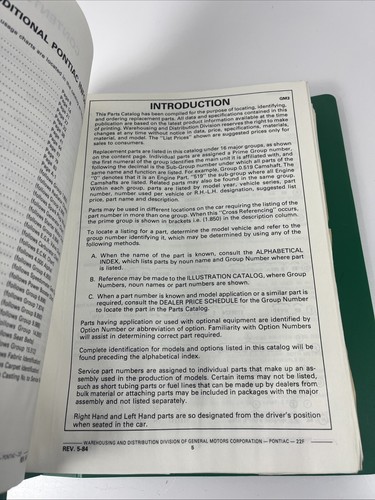 DDITIONAL PONTIAC
usage charts are located
GM3
INTRODUCTION
This Parts Catalog has been compiled for the purpose of locating, identifying,
and ordering replacement parts. All data and specifications contained in this
publication are based on the latest product information available at the time
of printing. Warehousing and Distribution Division reserves the right to make
changes at any time without notice in data, price, specifications, materials,
material, and model. The "List Prices" shown are suggested prices only for
sales to consumers.
Replacement parts are listed in this catalog under 16 major groups, as shown
on the content page. Individual parts are assigned a Prime Group Number,
the first numeral of the group identifies the main unit it is affiliated with, and
following the decimal is the Sub-Group number under which all parts of the
same name and function are listed. For example, Group 0.519 Camshaft, The
"0" denotes that it is an Engine Part, "519" the sub-group where all Engine
Camshafts are listed. Related parts may also be found in the same group.
Within each group, parts are listed by model year, vehicle series, part
number, number used per vehicle or R.H.-L.H. designation, suggested list
price, part name and description.
Parts may be used in different locations on the car requiring the listing of the
part number in more than one group. When this "Cross Referencing" occurs,
the prime group is shown in brackets i.e. (1.850) in the description column.
To locate a listing for a part, determine the model vehicle and refer to the
group number identifying it, which may be determined by using any of the
following methods.
A. When the name of the part is known, consult the ALPHABETICAL
INDEX, which lists parts by noun name and Group Number where part
is listed.
B. Reference may be made to the ILLUSTRATION CATALOG, where Group
Numbers, noun names or part numbers are shown.
C. When a part number is known and model application or a similar part is
required, consult the DEALER PRICE SCHEDULE for the Group Number
to locate the part in the Parts Catalog.
Parts having application or used with optional equipment are identified by
Option Number or abbreviation of option. Familiarity with Option Numbers
will assist in determining correct part required.
Complete identification for models and options listed in this catalog will be
found preceding the alphabetical index.
Service part numbers are assigned to individual parts that make up an as-
sembly used in the production of models. Certain items may not be listed,
such as short tubing parts or fuel lines that can be made up by dealers from
bulk material or attaching parts may be included in packages with the major
assembly and not listed separately.
Right Hand and Left Hand parts are so designated from the driver's position
when seated in the car.
WAREHOUSING AND DISTRIBUTION DIVISION OF GENERAL MOTORS CORPORATION — PONTIAC — 22F
REV. 5-84
6